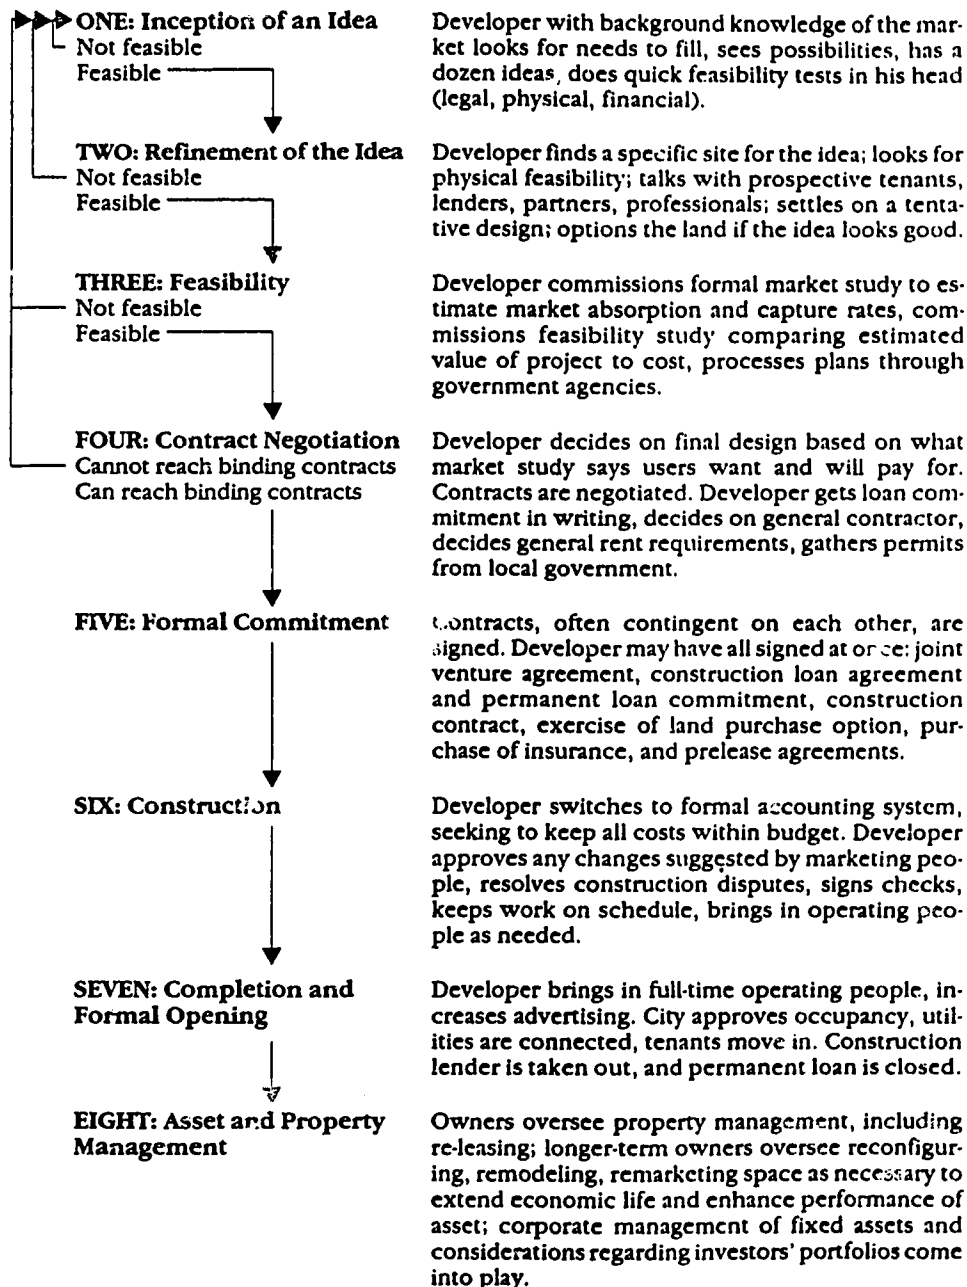 ONE: Inception of an Idea
Not feasible
Feasible
Developer with background knowledge of the mar-
ket looks for needs to fill, sees possibilities, has a
dozen ideas, does quick feasibility tests in his head
(legal, physical, financial).
TWO: Refinement of the Idea
Not feasible
Feasible
Developer finds a specific site for the idea; looks for
physical feasibility; talks with prospective tenants,
lenders, partners, professionals; settles on a tenta-
tive design; options the land if the idea looks good.
THREE: Feasibility
Not feasible
Feasible
Developer commissions formal market study to es-
timate market absorption and capture rates, com-
missions feasibility study comparing estimated
value of project to cost, processes plans through
government agencies.
FOUR: Contract Negotiation
Cannot reach binding contracts
Can reach binding contracts
Developer decides on final design based on what
market study says users want and will pay for.
Contracts are negotiated. Developer gets loan com-
mitment in writing, decides on general contractor,
decides general rent requirements, gathers permits
from local government.
FIVE: Formal Commitment
Contracts, often contingent on each other, are
signed. Developer may have all signed at once: joint
venture agreement, construction loan agreement
and permanent loan commitment, construction
contract, exercise of land purchase option, pur-
chase of insurance, and prelease agreements.
SIX: Construction
Developer switches to formal accounting system,
seeking to keep all costs within budget. Developer
approves any changes suggested by marketing peo-
ple, resolves construction disputes, signs checks,
keeps work on schedule, brings in operating peo-
ple as needed.
SEVEN: Completion and
Formal Opening
Developer brings in full-time operating people, in-
creases advertising. City approves occupancy, util-
ities are connected, tenants move in. Construction
lender is taken out, and permanent loan is closed.
EIGHT: Asset and Property
Management
Owners oversee property management, including
re-leasing; longer-term owners oversee reconfigur-
ing, remodeling, remarketing space as necessary to
extend economic life and enhance performance of
asset; corporate management of fixed assets and
considerations regarding investors' portfolios come
into play.